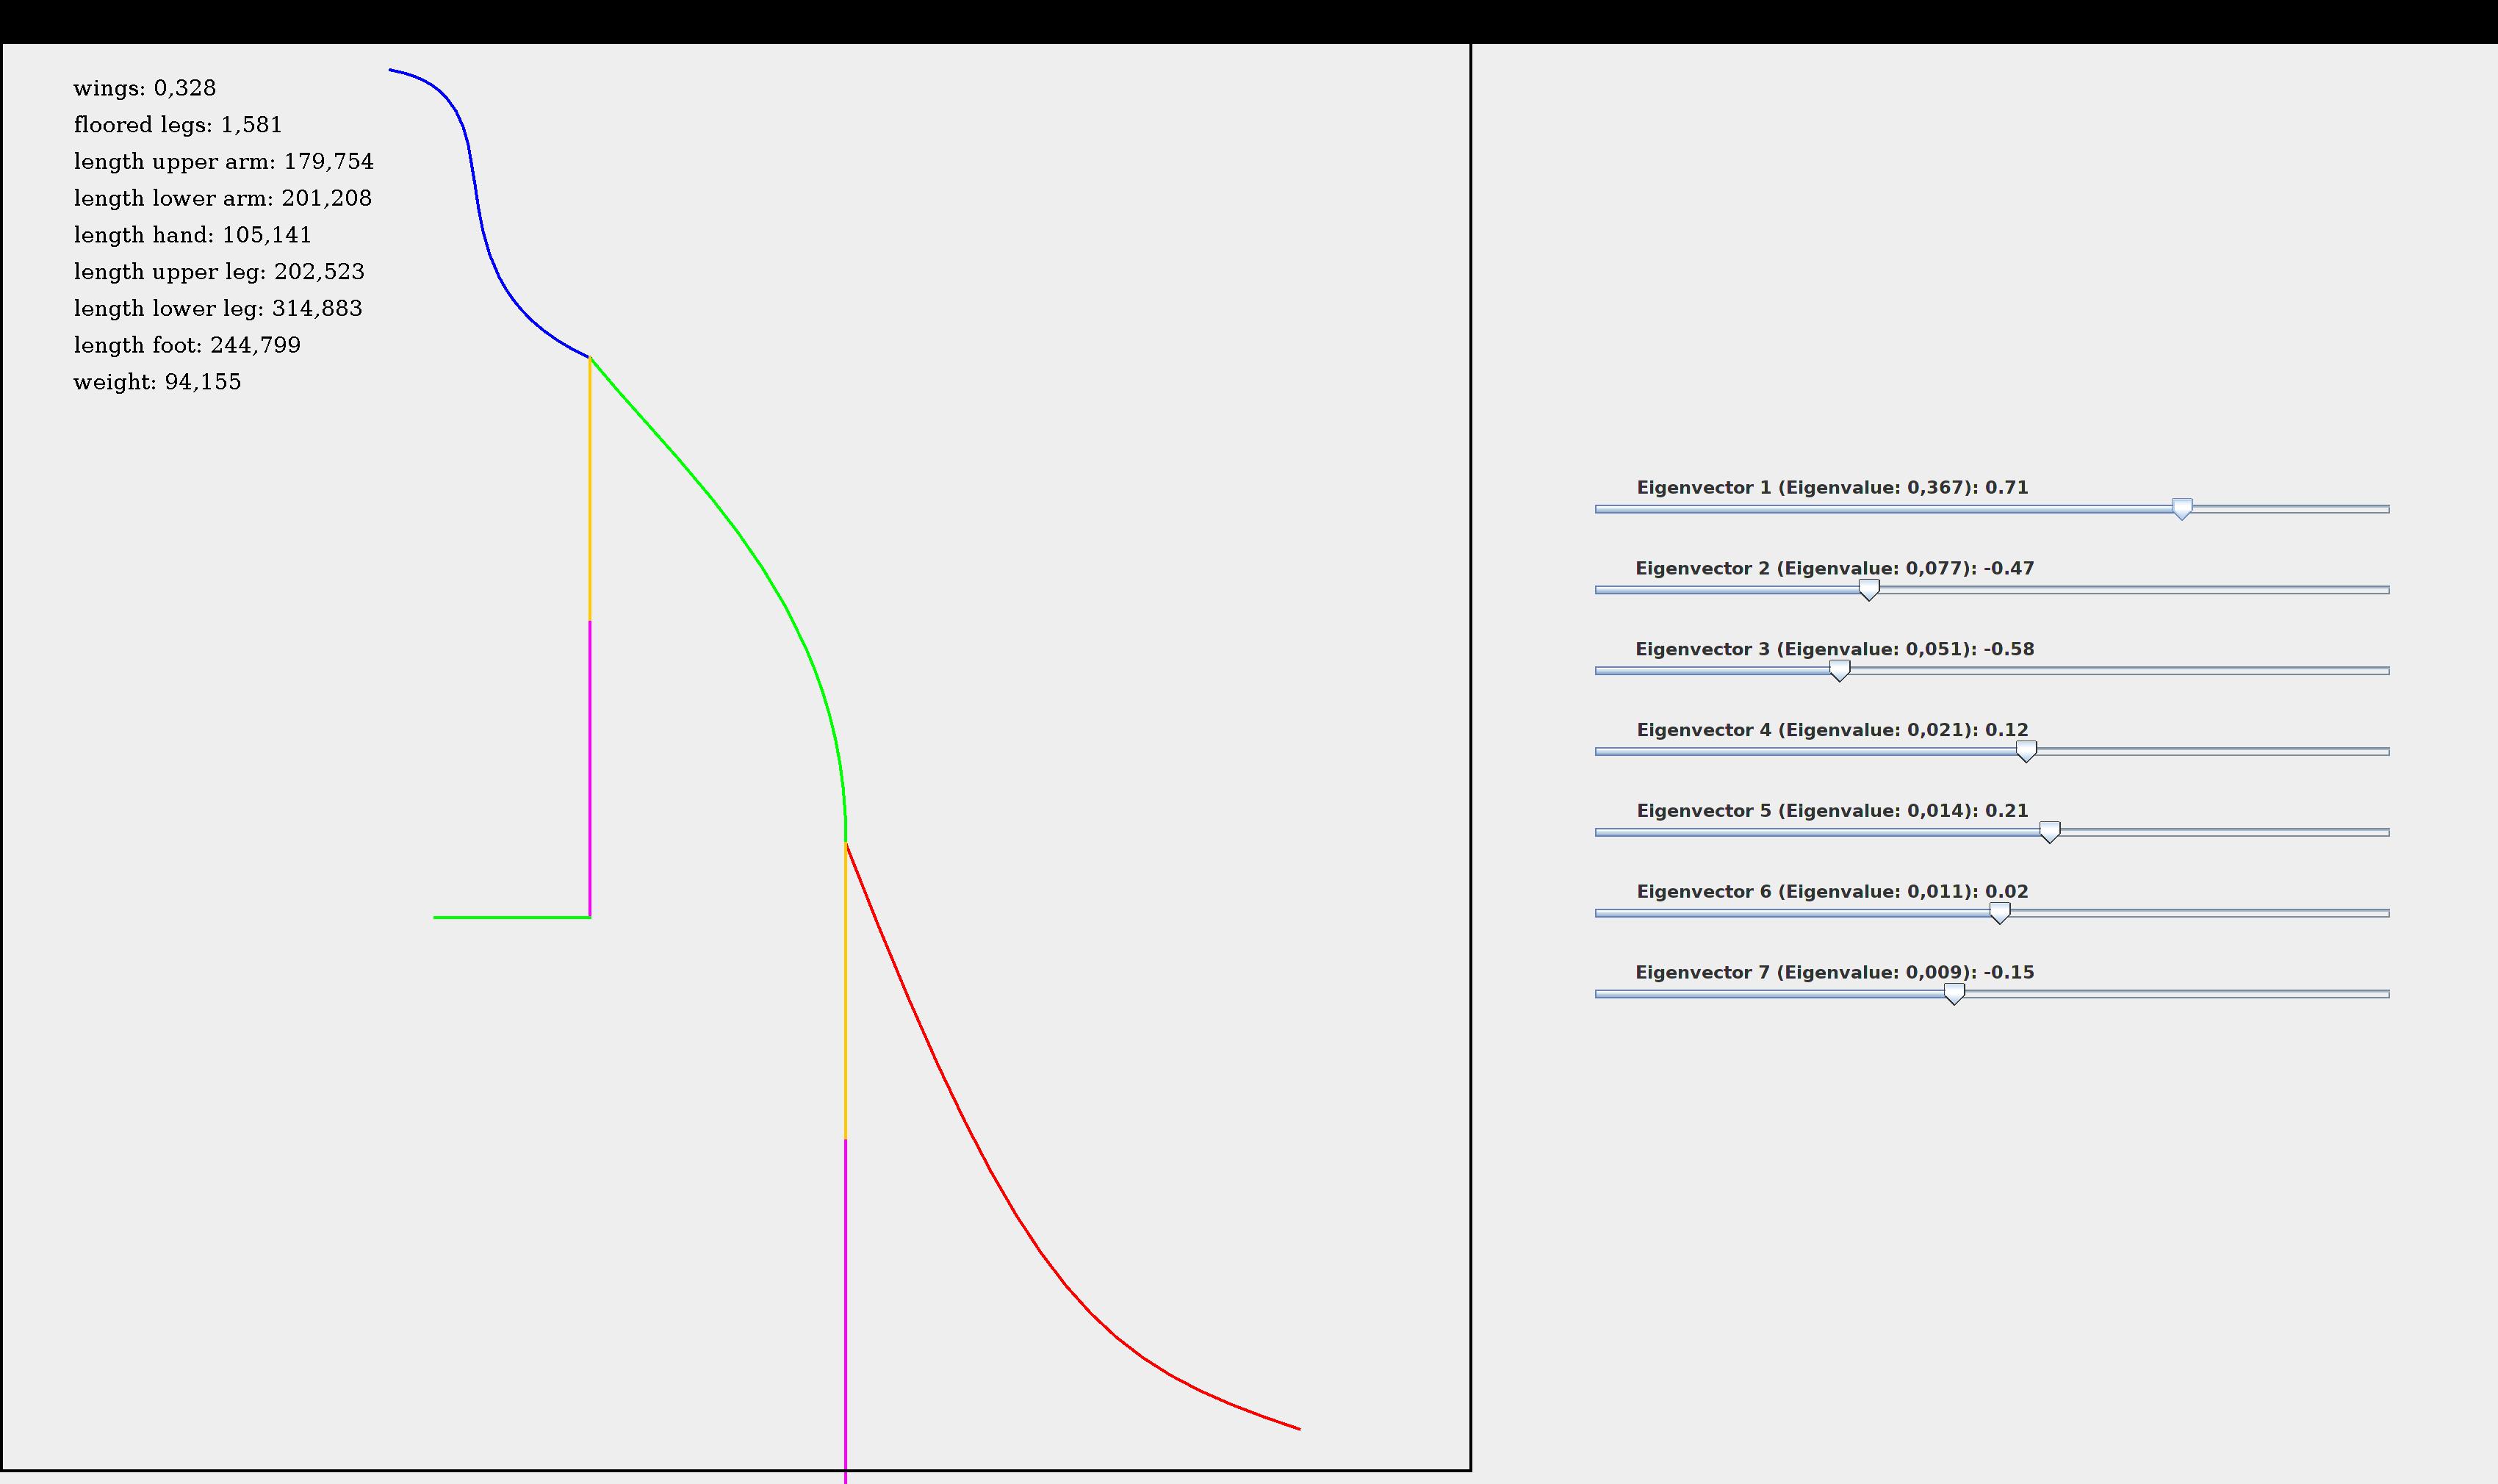 wings: 0,328
floored legs: 1,581
length upper arm: 179,754
length lower arm: 201,208
length hand: 105,141
length upper leg: 202,523
length lower leg: 314,883
length foot: 244,799
weight: 94,155
Eigenvector 1 (Eigenvalue: 0,367): 0.71
Eigenvector 2 (Eigenvalue: 0,077): -0.47
Eigenvector 3 (Eigenvalue: 0,051): -0.58
Eigenvector 4 (Eigenvalue: 0,021): 0.12
Eigenvector 5 (Eigenvalue: 0,014): 0.21
Eigenvector 6 (Eigenvalue: 0,011): 0.02
Eigenvector 7 (Eigenvalue: 0,009): -0.15